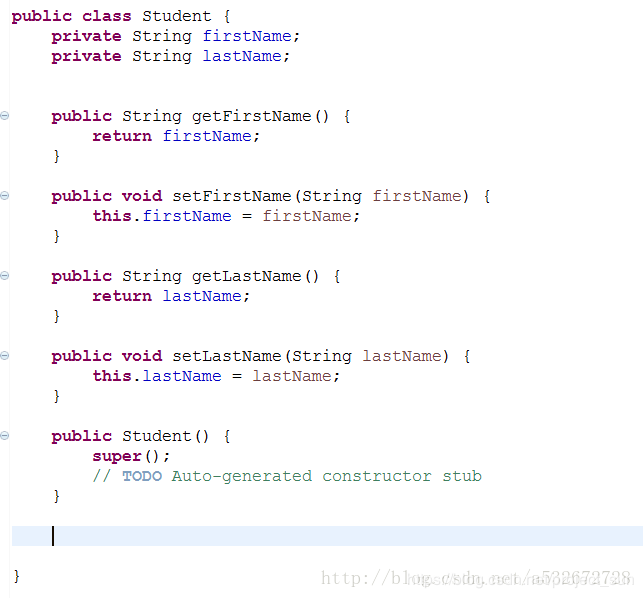 public class Student {
    private String firstName;
    private String lastName;
    public String getFirstName() {
        return firstName;
    }
    public void setFirstName(String firstName) {
        this.firstName = firstName;
    }
    public String getLastName() {
        return lastName;
    }
    public void setLastName(String lastName) {
        this.lastName = lastName;
    }
    public Student() {
        super();
        // TODO Auto-generated constructor stub
    }
}
http://blog.csdn.net/a532672728